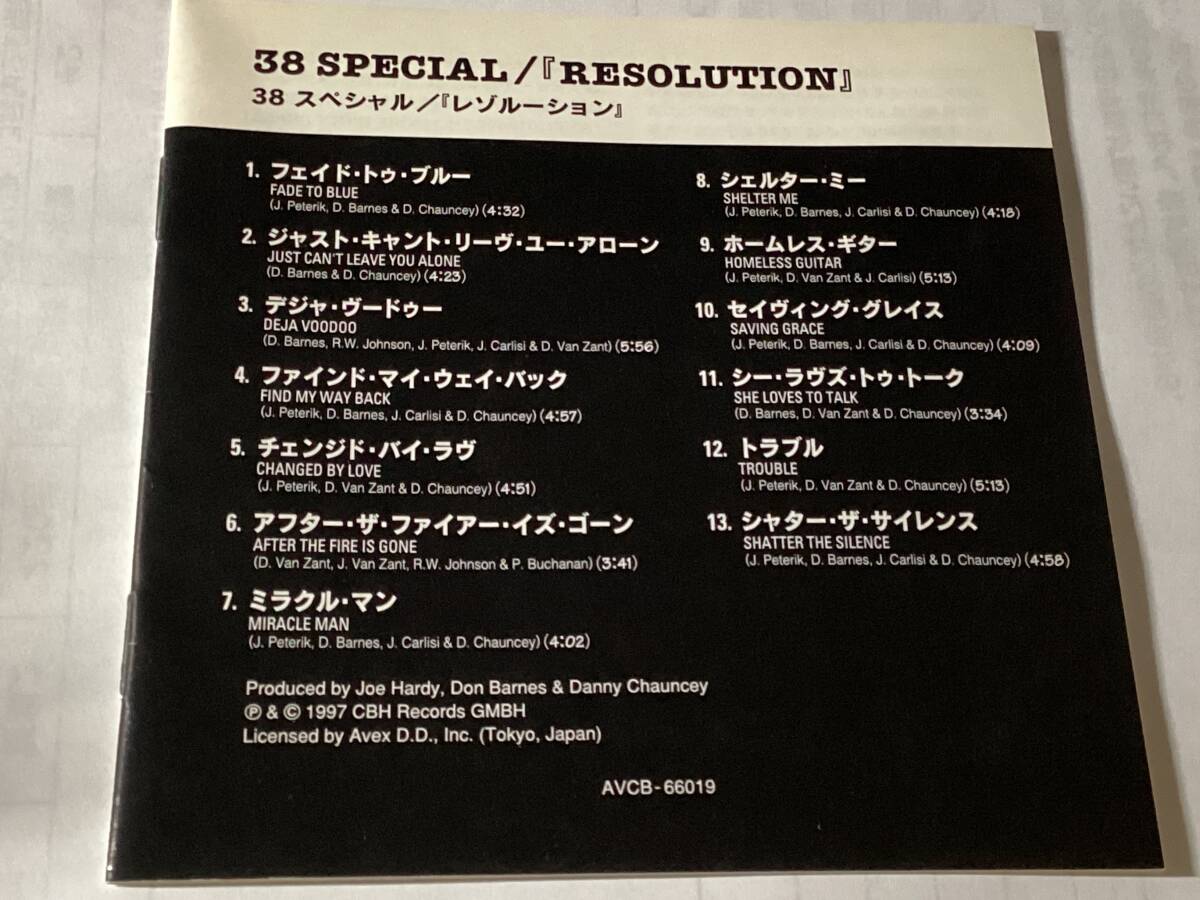 38 SPECIAL/『RESOLUTION』
38 スペシャル/『レゾルーション』
1. フェイド・トゥ・ブルー
FADE TO BLUE
(J. Peterik, D. Barnes & D. Chauncey) (4:32)
2. ジャスト・キャント・リーヴ・ユー・アローン
JUST CAN'T LEAVE YOU ALONE
(D. Barnes & D. Chauncey) (4:23)
3. デジャ・ヴードゥー
DEJA VOODOO
(D. Barnes, R.W. Johnson, J. Peterik, J. Carlisi & D. Van Zant) (5:56)
4. ファインド・マイ・ウェイ・バック
FIND MY WAY BACK
(J. Peterik, D. Barnes, J. Carlisi & D. Chauncey) (4:57)
5. チェンジド・バイ・ラヴ
CHANGED BY LOVE
(J. Peterik, D. Van Zant & D. Chauncey) (4:51)
6. アフター・ザ・ファイアー・イズ・ゴーン
AFTER THE FIRE IS GONE
(D. Van Zant, J. Van Zant, R.W. Johnson & P. Buchanan) (3:41)
7. ミラクル・マン
MIRACLE MAN
(J. Peterik, D. Barnes, J. Carlisi & D. Chauncey) (4:02)
8. シェルター・ミー
SHELTER ME
(J. Peterik, D. Barnes, J. Carlisi & D. Chauncey) (4:18)
9. ホームレス・ギター
HOMELESS GUITAR
(J. Peterik, D. Van Zant & J. Carlisi) (5:13)
10. セイヴィング・グレイス
SAVING GRACE
(J. Peterik, D. Barnes, J. Carlisi & D. Chauncey) (4:09)
11. シー・ラヴズ・トゥ・トーク
SHE LOVES TO TALK
(D. Barnes, D. Van Zant & D. Chauncey) (3:34)
12. トラブル
TROUBLE
(J. Peterik, D. Van Zant & D. Chauncey) (5:13)
13. シャター・ザ・サイレンス
SHATTER THE SILENCE
(J. Peterik, D. Barnes, J. Carlisi & D. Chauncey) (4:58)
Produced by Joe Hardy, Don Barnes & Danny Chauncey
℗ & © 1997 CBH Records GMBH
Licensed by Avex D.D., Inc. (Tokyo, Japan)
AVCB-66019